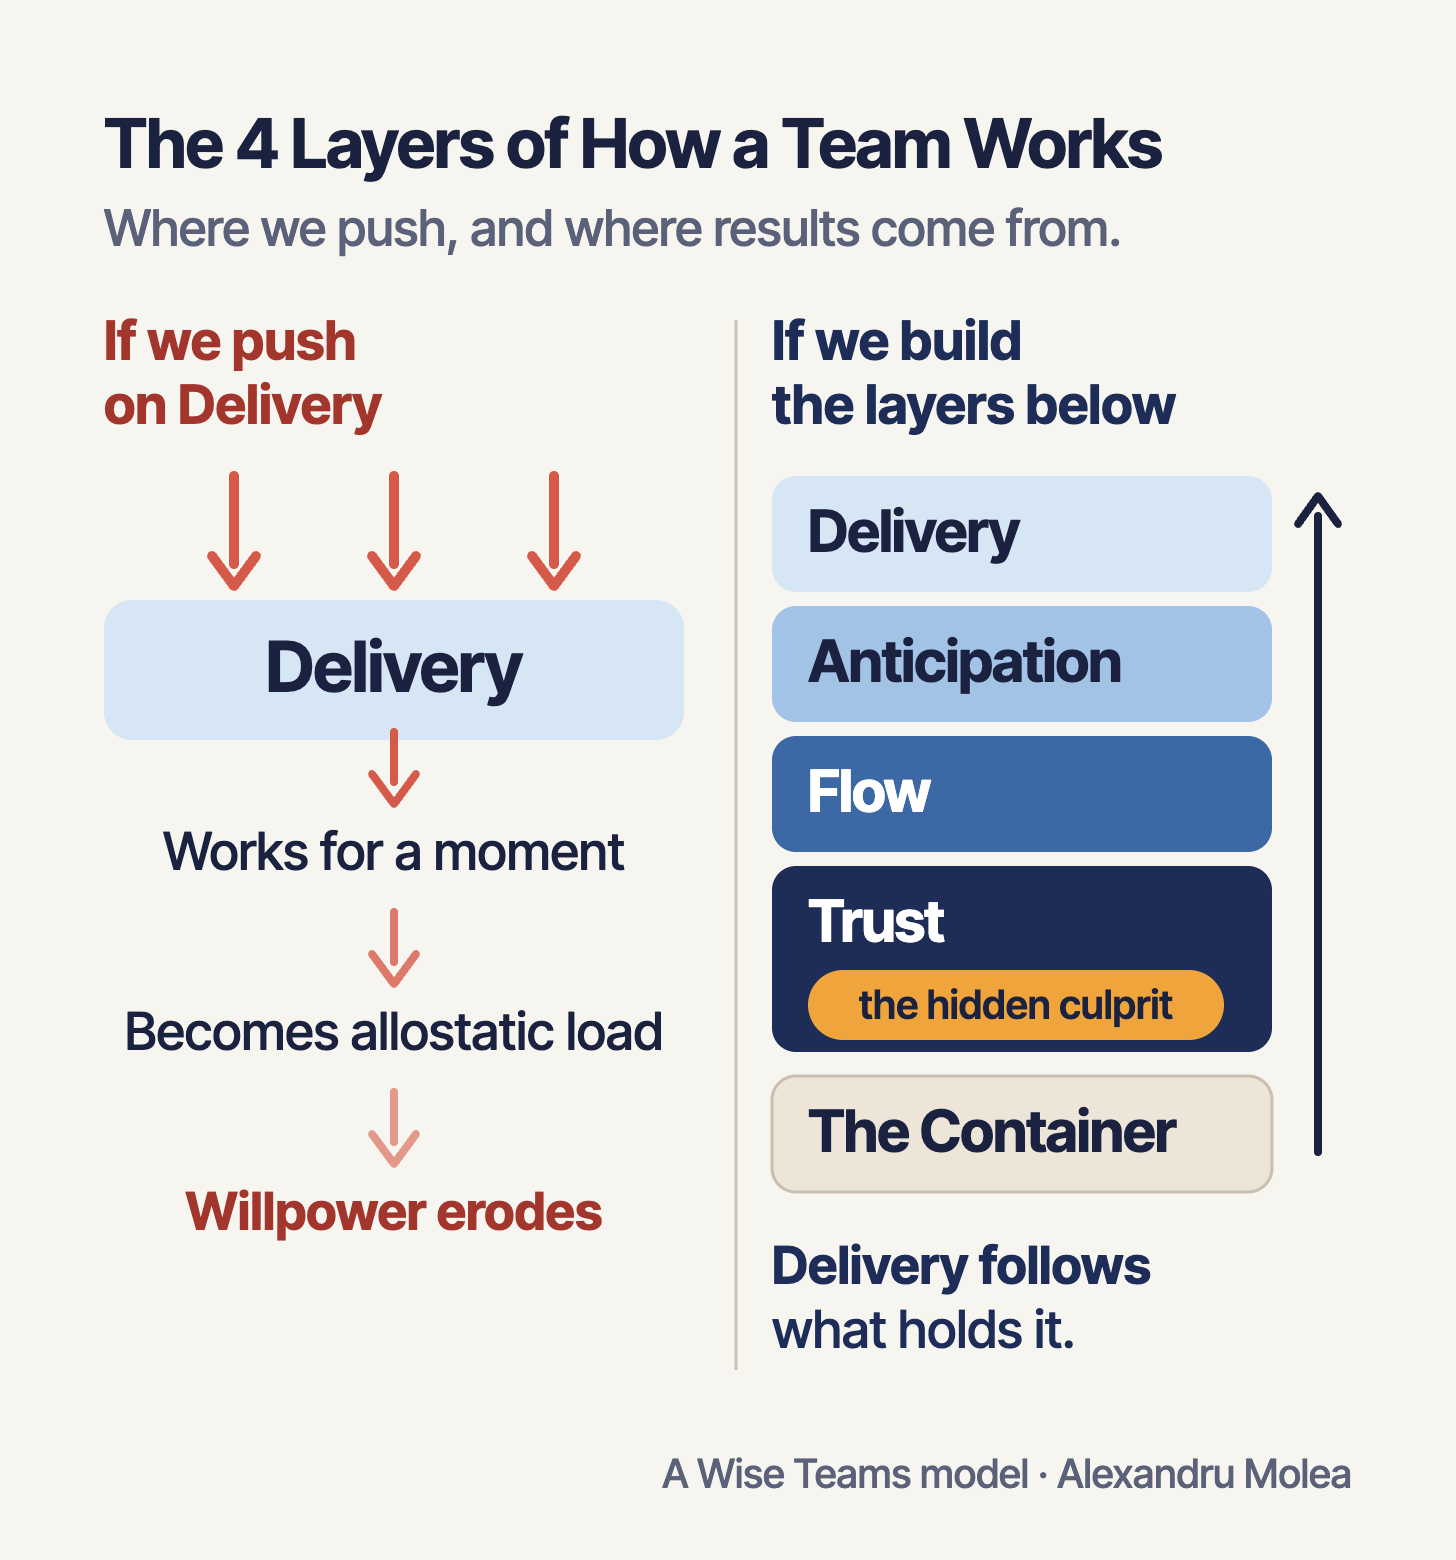 The 4 Layers of How a Team Works
Where we push, and where results come from.
If we push
on Delivery
Delivery
Works for a moment
Becomes allostatic load
Willpower erodes
If we build
the layers below
Delivery
Anticipation
Flow
Trust
the hidden culprit
The Container
Delivery follows
what holds it.
A Wise Teams model · Alexandru Molea